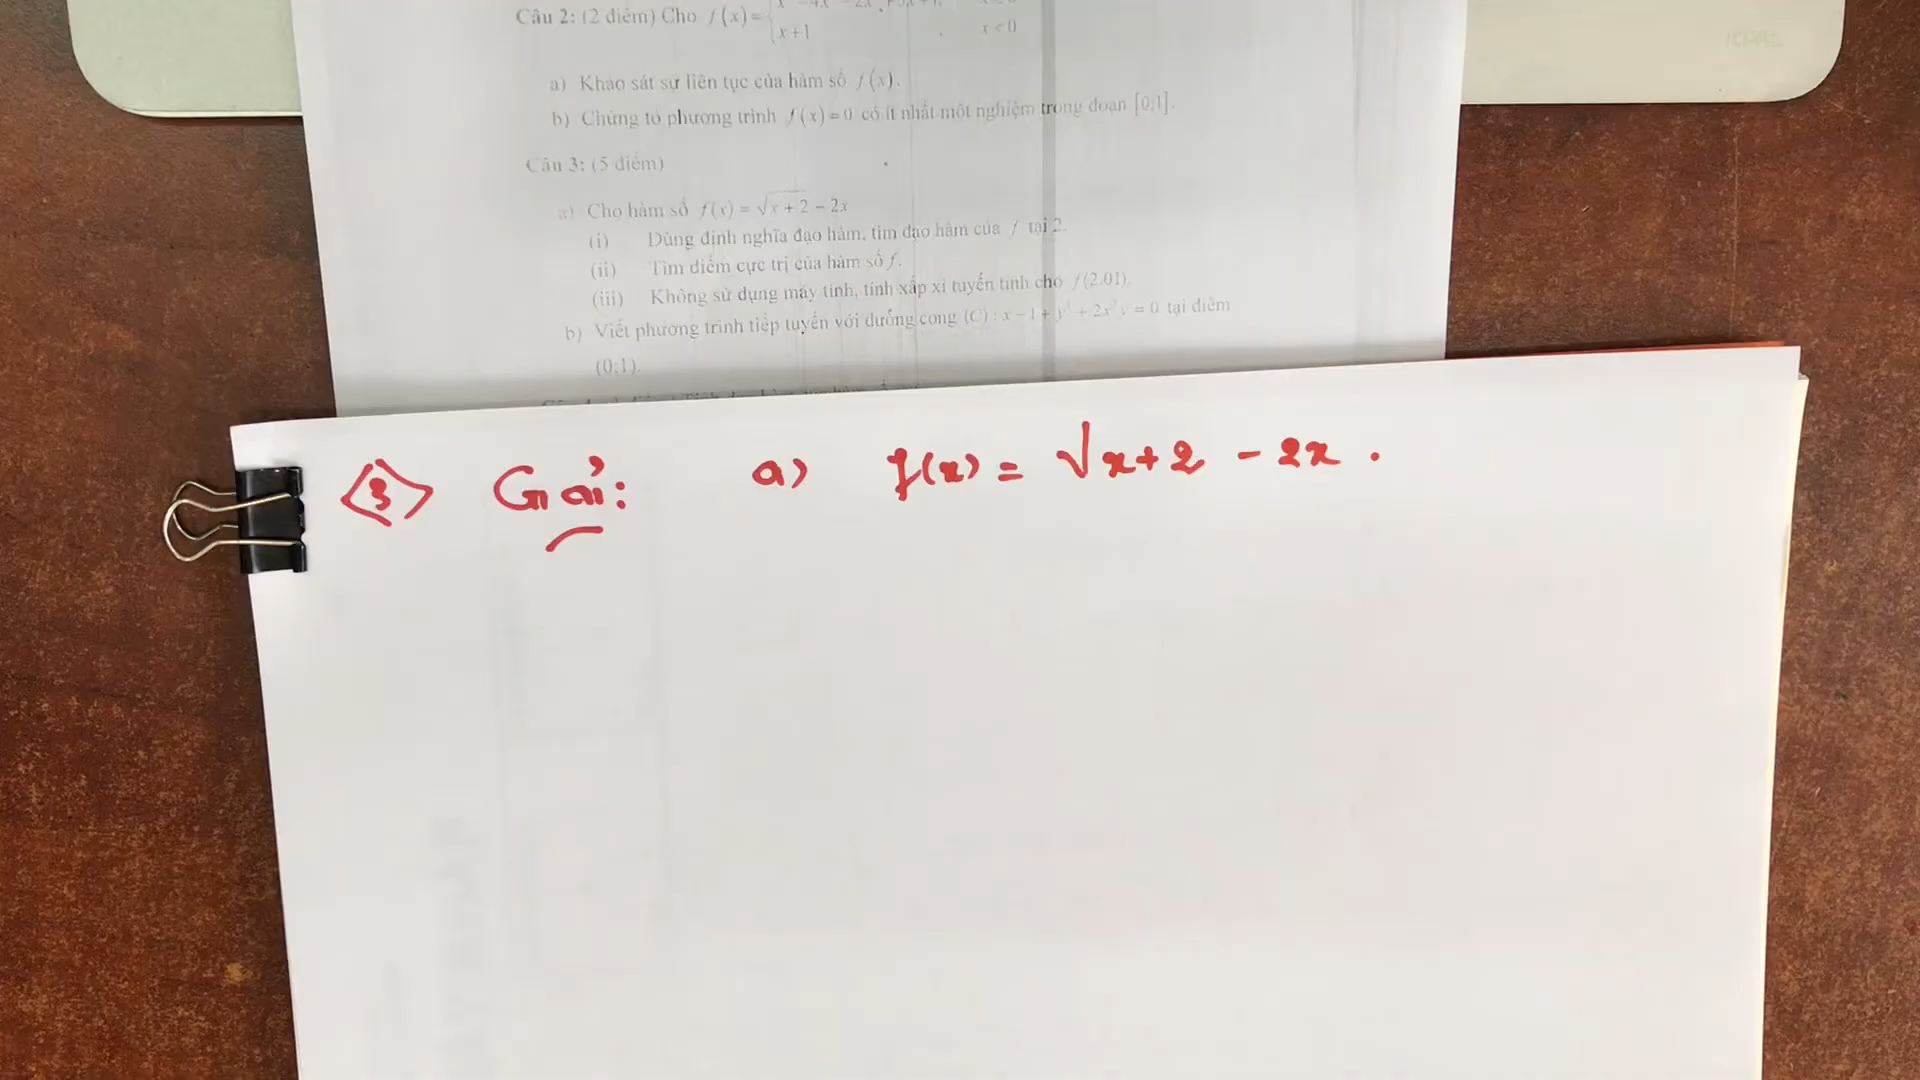 Câu 2: (2 điểm) Cho f(x) =
x+1 x<0
a) Khảo sát sự liên tục của hàm số f(x).
b) Chứng tỏ phương trình f(x)=0 có ít nhất một nghiệm trong đoạn [0;1].
Câu 3: (5 điểm)
a) Cho hàm số f(x) = √x+2 − 2x
(i) Dùng định nghĩa đạo hàm, tìm đạo hàm của f tại 2.
(ii) Tìm điểm cực trị của hàm số f.
(iii) Không sử dụng máy tính, tính xấp xỉ tuyến tính cho f(2.01).
b) Viết phương trình tiếp tuyến với đường cong (C): tại điểm
(0;1).
<3> Giải: a) f(x) = √x+2 − 2x .